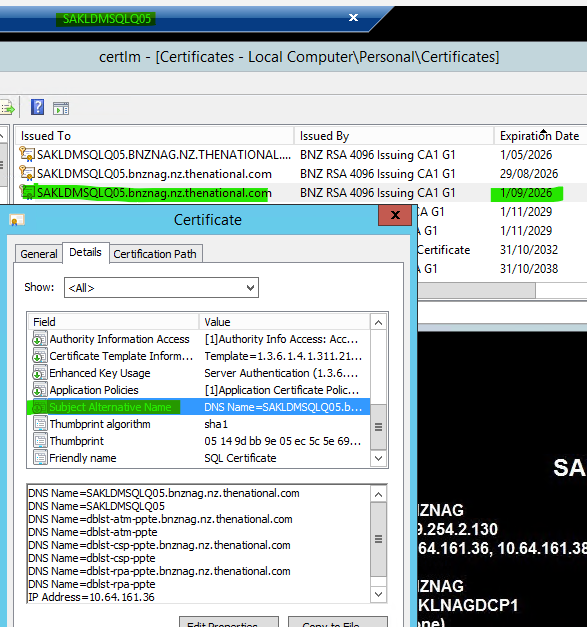 SAKLDMSQLQ05
certlm - [Certificates - Local Computer\Personal\Certificates]
Issued To Issued By Expiration Date
SAKLDMSQLQ05.BNZNAG.NZ.THENATIONAL.... BNZ RSA 4096 Issuing CA1 G1 1/05/2026
SAKLDMSQLQ05.bnznag.nz.thenational.com BNZ RSA 4096 Issuing CA1 G1 29/08/2026
SAKLDMSQLQ05.bnznag.nz.thenational.com BNZ RSA 4096 Issuing CA1 G1 1/09/2026
CA G1 1/11/2029
A G1 1/11/2029
Certificate 31/10/2032
A G1 31/10/2038
Certificate
General Details Certification Path
Show: <All>
Field Value
Authority Information Access [1]Authority Info Access: Acc...
Certificate Template Inform... Template=1.3.6.1.4.1.311.21...
Enhanced Key Usage Server Authentication (1.3.6....
Application Policies [1]Application Certificate Polic...
Subject Alternative Name DNS Name=SAKLDMSQLQ05.b...
Thumbprint algorithm sha1
Thumbprint 05 14 9d bb 9e 05 ec 5c 5e 69...
Friendly name SQL Certificate
DNS Name=SAKLDMSQLQ05.bnznag.nz.thenational.com
DNS Name=SAKLDMSQLQ05
DNS Name=dblst-atm-ppte.bnznag.nz.thenational.com
DNS Name=dblst-atm-ppte
DNS Name=dblst-csp-ppte.bnznag.nz.thenational.com
DNS Name=dblst-csp-ppte
DNS Name=dblst-rpa-ppte.bnznag.nz.thenational.com
DNS Name=dblst-rpa-ppte
IP Address=10.64.161.36
Edit Properties... Copy to File...
SA
ZNAG
9.254.2.130
64.161.36, 10.64.161.38
ZNAG
KLNAGDCP1
one)